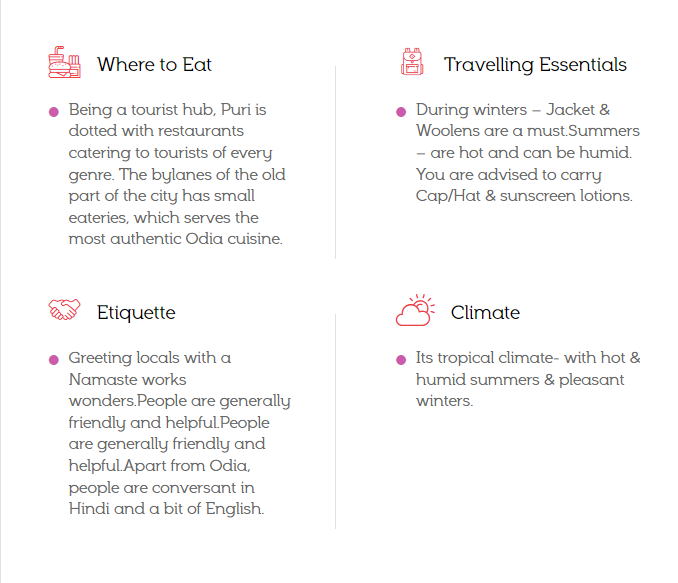 Where to Eat
Being a tourist hub, Puri is
dotted with restaurants
catering to tourists of every
genre. The bylanes of the old
part of the city has small
eateries, which serves the
most authentic Odia cuisine.
Travelling Essentials
During winters – Jacket &
Woolens are a must.Summers
– are hot and can be humid.
You are advised to carry
Cap/Hat & sunscreen lotions.
Etiquette
Greeting locals with a
Namaste works
wonders.People are generally
friendly and helpful.People
are generally friendly and
helpful.Apart from Odia,
people are conversant in
Hindi and a bit of English.
Climate
Its tropical climate- with hot &
humid summers & pleasant
winters.